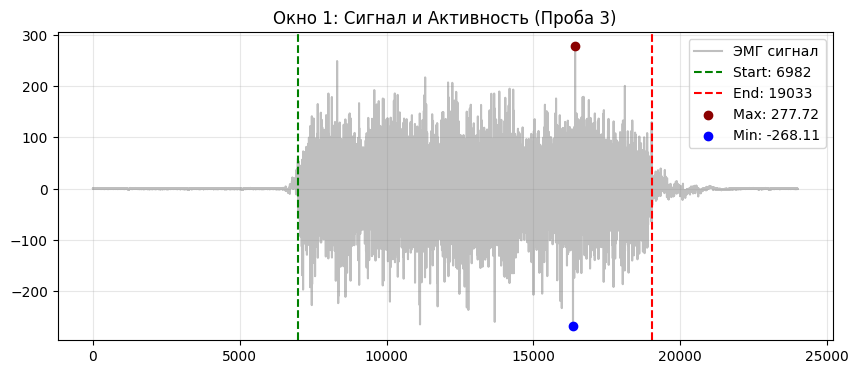 Окно 1: Сигнал и Активность (Проба 3)
300
200
100
0
−100
−200
ЭМГ сигнал
Start: 6982
End: 19033
Max: 277.72
Min: -268.11
0 5000 10000 15000 20000 25000